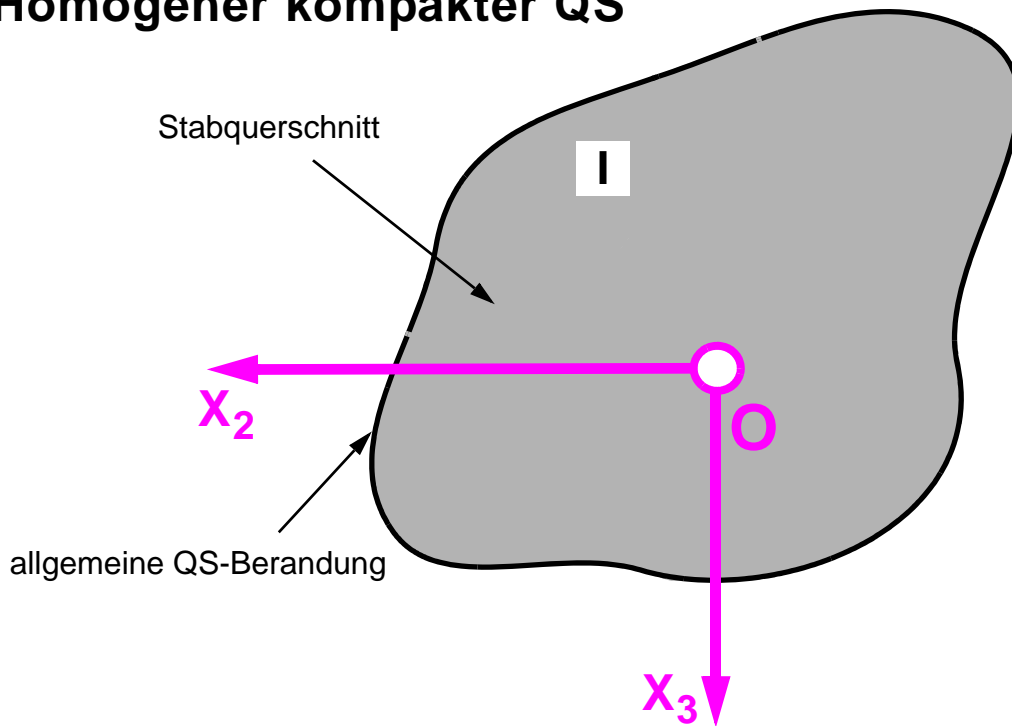 Homogener kompakter QS
Stabquerschnitt
I
X2
O
allgemeine QS-Berandung
X3